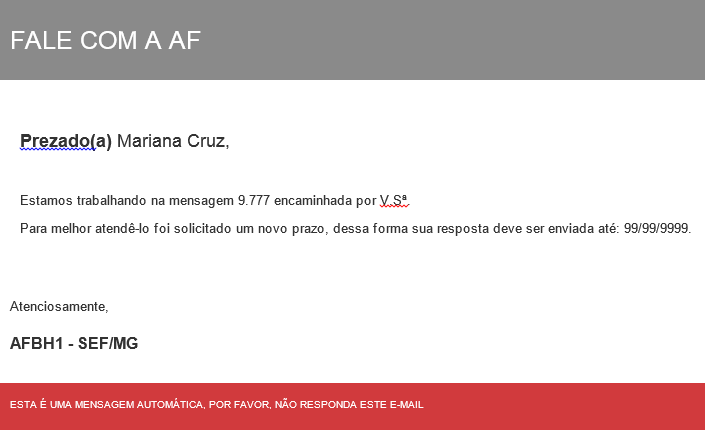 FALE COM A AF
Prezado(a) Mariana Cruz,
Estamos trabalhando na mensagem 9.777 encaminhada por V.Sª.
Para melhor atendê-lo foi solicitado um novo prazo, dessa forma sua resposta deve ser enviada até: 99/99/9999.
Atenciosamente,
AFBH1 - SEF/MG
ESTA É UMA MENSAGEM AUTOMÁTICA, POR FAVOR, NÃO RESPONDA ESTE E-MAIL